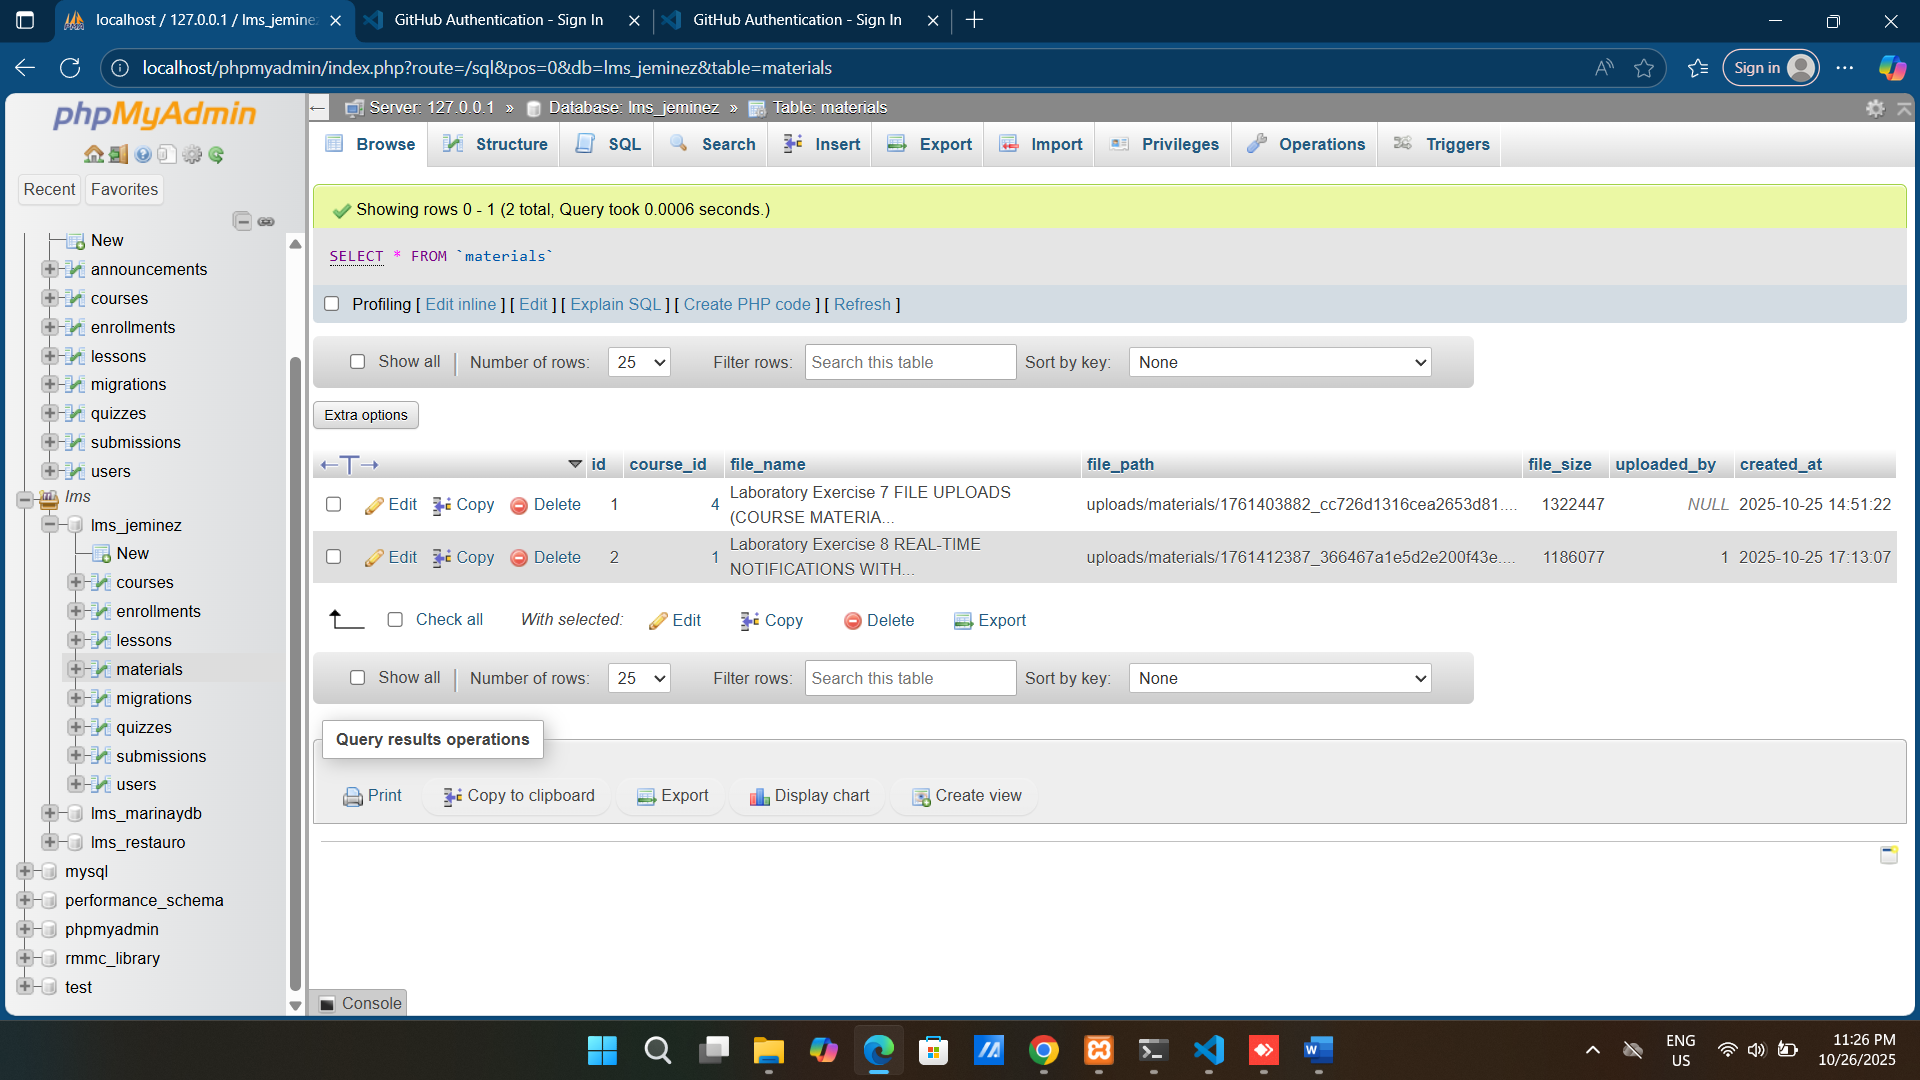 localhost / 127.0.0.1 / lms_jemine
GitHub Authentication - Sign In
GitHub Authentication - Sign In
localhost/phpmyadmin/index.php?route=/sql&pos=0&db=lms_jeminez&table=materials
Sign in
phpMyAdmin
Recent Favorites
New
announcements
courses
enrollments
lessons
migrations
quizzes
submissions
users
lms
lms_jeminez
New
courses
enrollments
lessons
materials
migrations
quizzes
submissions
users
lms_marinaydb
lms_restauro
mysql
performance_schema
phpmyadmin
rmmc_library
test
Server: 127.0.0.1 » Database: lms_jeminez » Table: materials
Browse Structure SQL Search Insert Export Import Privileges Operations Triggers
Showing rows 0 - 1 (2 total, Query took 0.0006 seconds.)
SELECT * FROM `materials`
Profiling [ Edit inline ] [ Edit ] [ Explain SQL ] [ Create PHP code ] [ Refresh ]
Show all | Number of rows: 25 Filter rows: Search this table Sort by key: None
Extra options
←T→ id course_id file_name file_path file_size uploaded_by created_at
Edit Copy Delete 1 4 Laboratory Exercise 7 FILE UPLOADS (COURSE MATERIA... uploads/materials/1761403882_cc726d1316cea2653d81.... 1322447 NULL 2025-10-25 14:51:22
Edit Copy Delete 2 1 Laboratory Exercise 8 REAL-TIME NOTIFICATIONS WITH... uploads/materials/1761412387_366467a1e5d2e200f43e.... 1186077 1 2025-10-25 17:13:07
Check all With selected: Edit Copy Delete Export
Show all | Number of rows: 25 Filter rows: Search this table Sort by key: None
Query results operations
Print Copy to clipboard Export Display chart Create view
Console
ENG
US
11:26 PM
10/26/2025